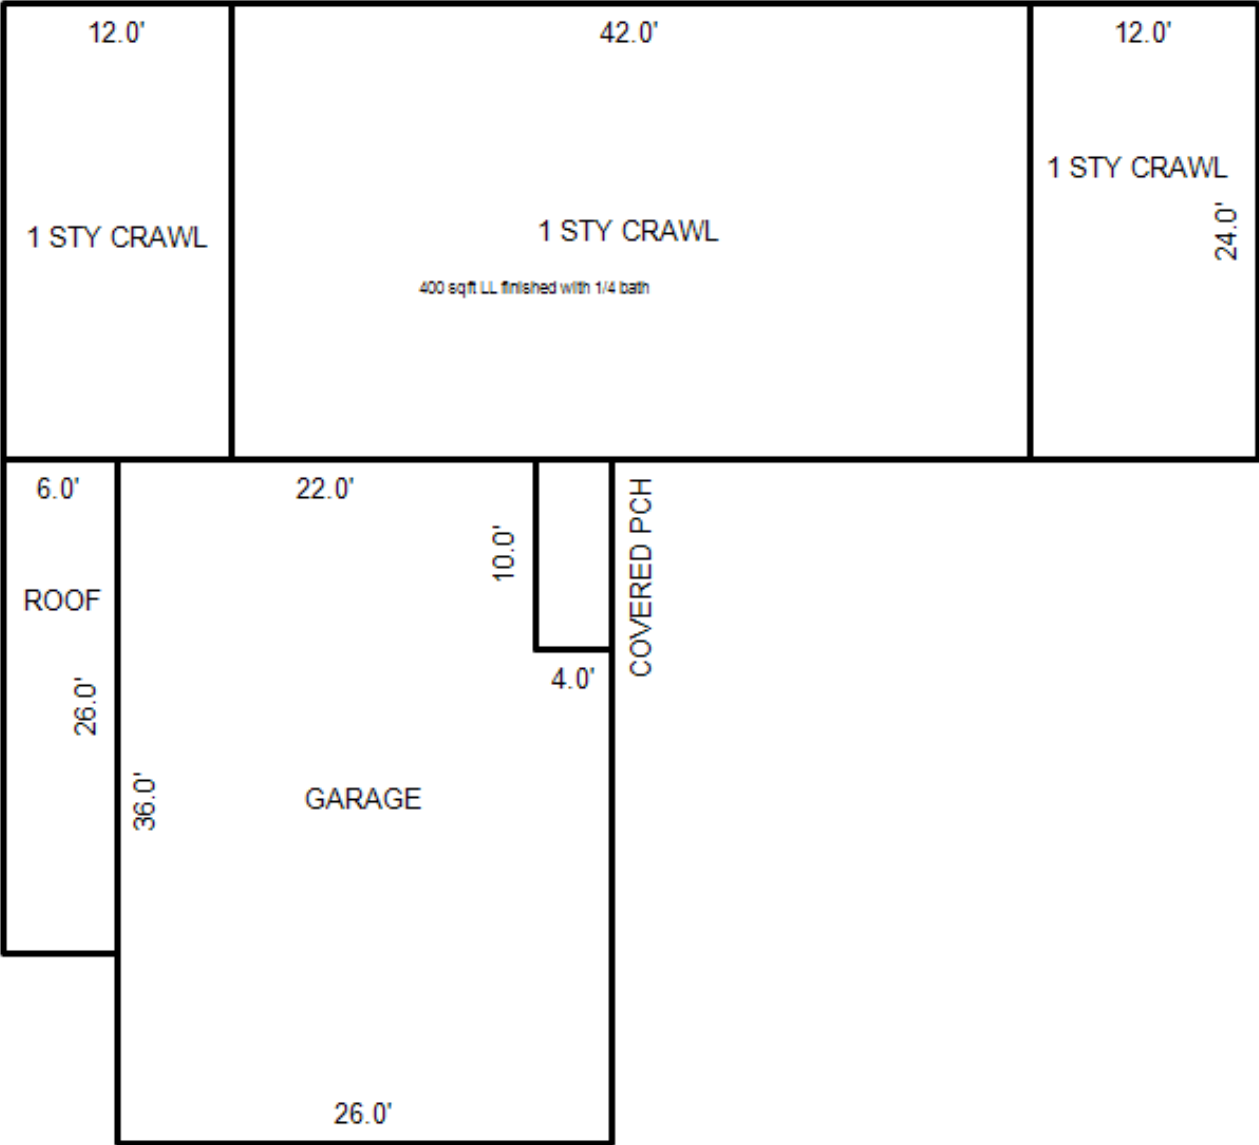 12.0'
42.0'
12.0'
1 STY CRAWL
1 STY CRAWL
1 STY CRAWL
24.0'
400 sqft LL finished with 1/4 bath
6.0'
22.0'
10.0'
COVERED PCH
ROOF
4.0'
26.0'
36.0'
GARAGE
26.0'